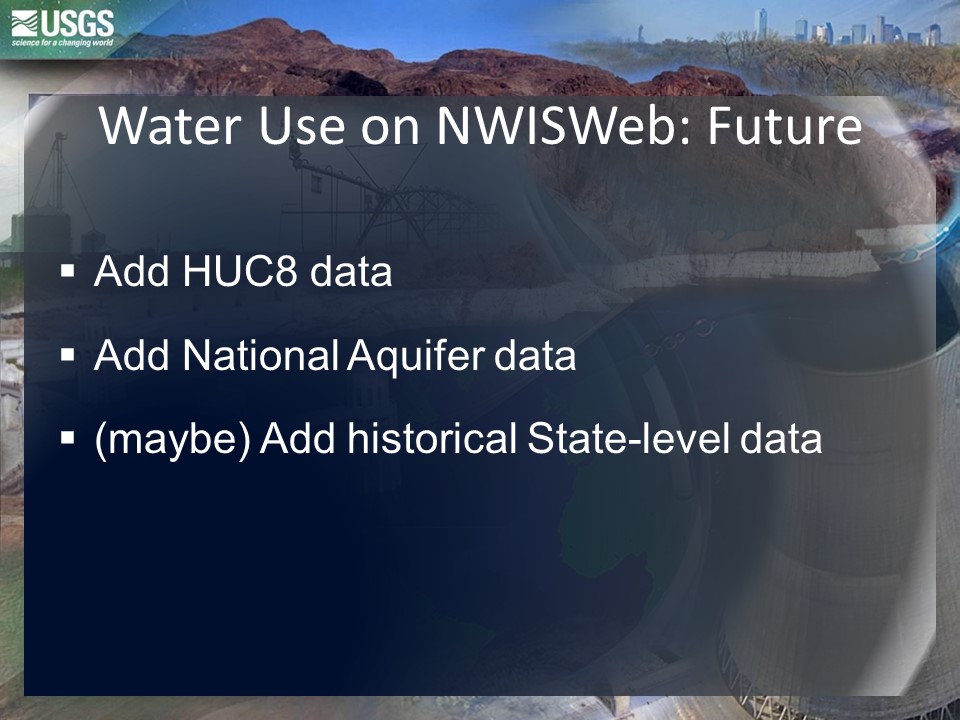 USGS
science for a changing world
Water Use on NWISWeb: Future
▪ Add HUC8 data
▪ Add National Aquifer data
▪ (maybe) Add historical State-level data